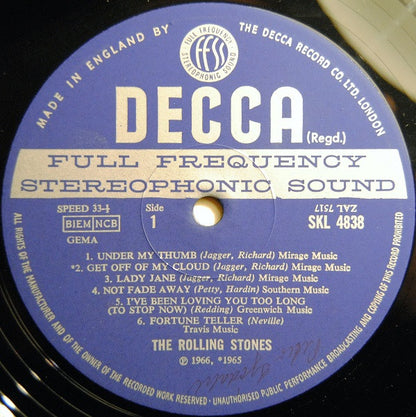 MADE IN ENGLAND BY
THE DECCA RECORD CO., LTD. LONDON
FULL FREQUENCY
ffss
STEREOPHONIC SOUND
DECCA (Regd.)
FULL FREQUENCY
STEREOPHONIC SOUND
SPEED 33⅓
Side
1
ZAL 7517
SKL 4838
BIEM NCB
GEMA
1. UNDER MY THUMB (Jagger, Richard) Mirage Music
*2. GET OFF OF MY CLOUD (Jagger, Richard) Mirage Music
3. LADY JANE (Jagger, Richard) Mirage Music
4. NOT FADE AWAY (Petty, Hardin) Southern Music
5. I'VE BEEN LOVING YOU TOO LONG
(TO STOP NOW) (Redding) Greenwich Music
6. FORTUNE TELLER (Neville)
Travis Music
THE ROLLING STONES
℗ 1966, *1965
ALL RIGHTS OF THE MANUFACTURER AND OF THE OWNER OF THE RECORDED WORK RESERVED · UNAUTHORISED PUBLIC PERFORMANCE BROADCASTING AND COPYING OF THIS RECORD PROHIBITED